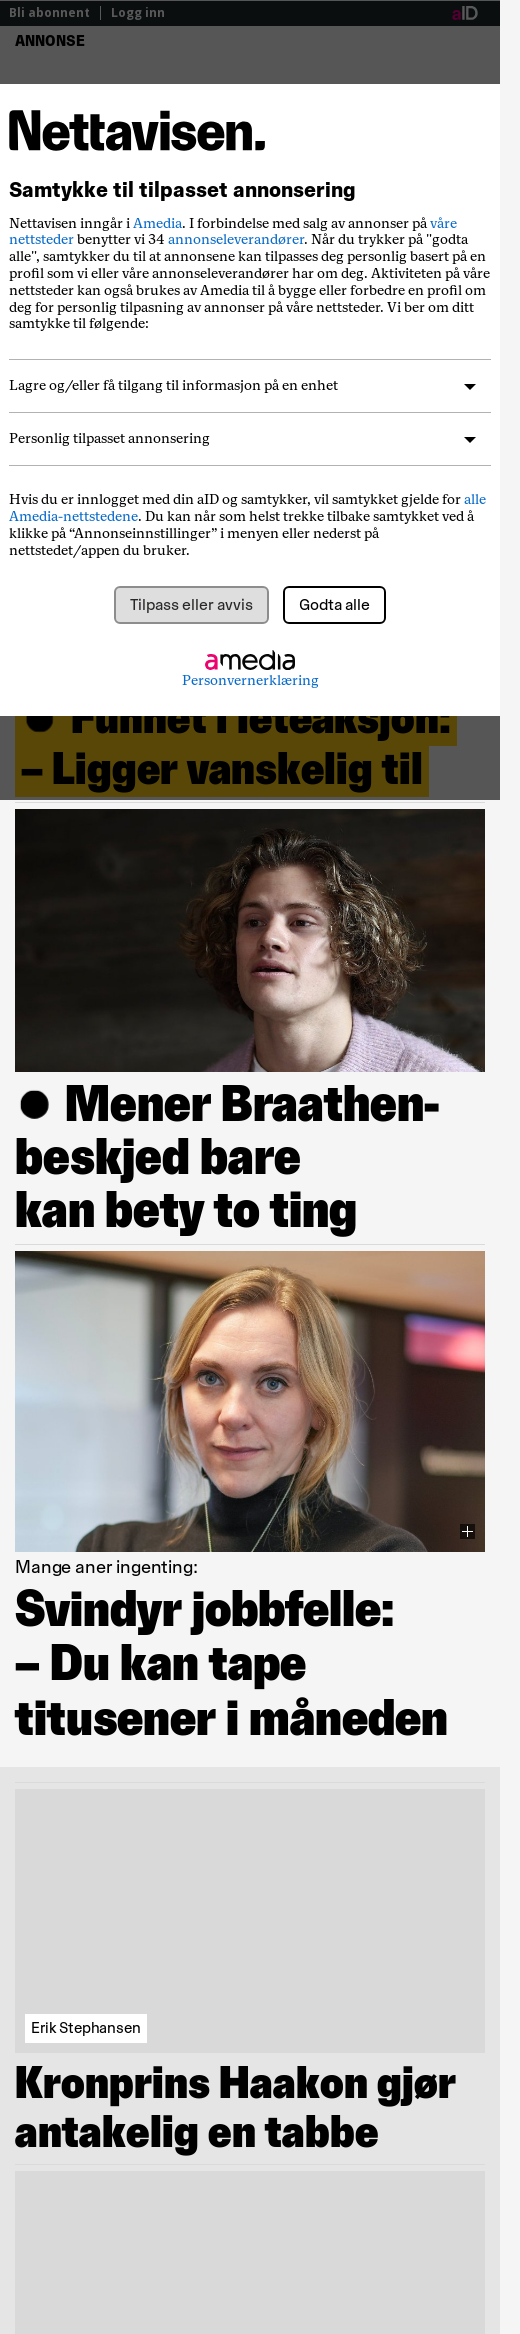 Bli abonnent | Logg inn
aID
ANNONSE
Nettavisen.
Samtykke til tilpasset annonsering
Nettavisen inngår i Amedia. I forbindelse med salg av annonser på våre
nettsteder benytter vi 34 annonseleverandører. Når du trykker på "godta
alle", samtykker du til at annonsene kan tilpasses deg personlig basert på en
profil som vi eller våre annonseleverandører har om deg. Aktiviteten på våre
nettsteder kan også brukes av Amedia til å bygge eller forbedre en profil om
deg for personlig tilpasning av annonser på våre nettsteder. Vi ber om ditt
samtykke til følgende:
Lagre og/eller få tilgang til informasjon på en enhet
Personlig tilpasset annonsering
Hvis du er innlogget med din aID og samtykker, vil samtykket gjelde for alle
Amedia-nettstedene. Du kan når som helst trekke tilbake samtykket ved å
klikke på “Annonseinnstillinger” i menyen eller nederst på
nettstedet/appen du bruker.
Tilpass eller avvis
Godta alle
amedia
Personvernerklæring
Funnet i leteaksjon:
– Ligger vanskelig til
Mener Braathen-
beskjed bare
kan bety to ting
Mange aner ingenting:
Svindyr jobbfelle:
– Du kan tape
titusener i måneden
Erik Stephansen
Kronprins Haakon gjør
antakelig en tabbe